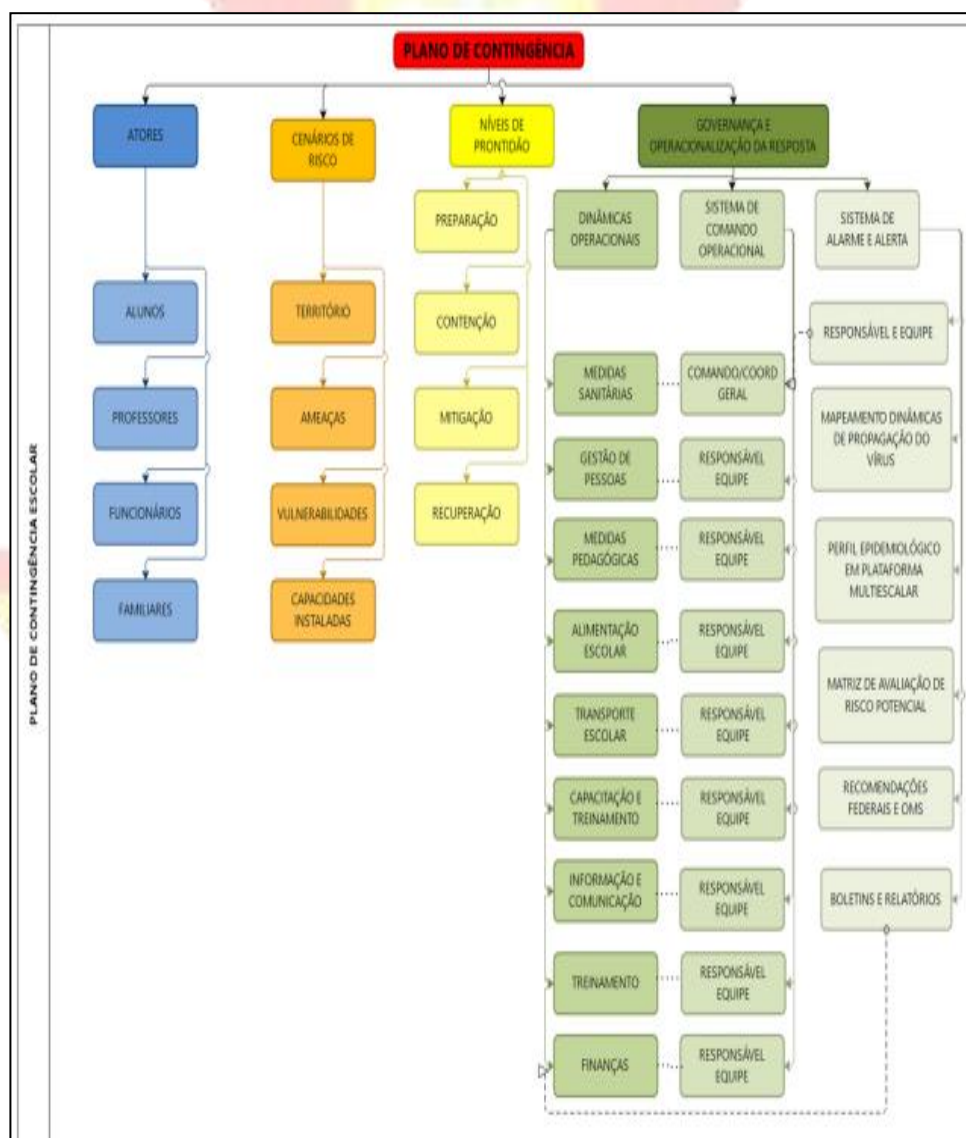 PLANO DE CONTINGÊNCIA
PLANO DE CONTINGÊNCIA ESCOLAR
ATORES
ALUNOS
PROFESSORES
FUNCIONÁRIOS
FAMILIARES
CENÁRIOS DE
RISCO
TERRITÓRIO
AMEAÇAS
VULNERABILIDADES
CAPACIDADES
INSTALADAS
NÍVEIS DE
PRONTIDÃO
PREPARAÇÃO
CONTENÇÃO
MITIGAÇÃO
RECUPERAÇÃO
GOVERNANÇA E
OPERACIONALIZAÇÃO DA RESPOSTA
DINÂMICAS
OPERACIONAIS
MEDIDAS
SANITÁRIAS
GESTÃO DE
PESSOAS
MEDIDAS
PEDAGÓGICAS
ALIMENTAÇÃO
ESCOLAR
TRANSPORTE
ESCOLAR
CAPACITAÇÃO E
TREINAMENTO
INFORMAÇÃO E
COMUNICAÇÃO
TREINAMENTO
FINANÇAS
SISTEMA DE
COMANDO
OPERACIONAL
COMANDO/COORD
GERAL
RESPONSÁVEL
EQUIPE
RESPONSÁVEL
EQUIPE
RESPONSÁVEL
EQUIPE
RESPONSÁVEL
EQUIPE
RESPONSÁVEL
EQUIPE
RESPONSÁVEL
EQUIPE
RESPONSÁVEL
EQUIPE
RESPONSÁVEL
EQUIPE
SISTEMA DE
ALARME E ALERTA
RESPONSÁVEL E EQUIPE
MAPEAMENTO DINÂMICAS
DE PROPAGAÇÃO DO
VÍRUS
PERFIL EPIDEMIOLÓGICO
EM PLATAFORMA
MULTIESCALAR
MATRIZ DE AVALIAÇÃO DE
RISCO POTENCIAL
RECOMENDAÇÕES
FEDERAIS E OMS
BOLETINS E RELATÓRIOS